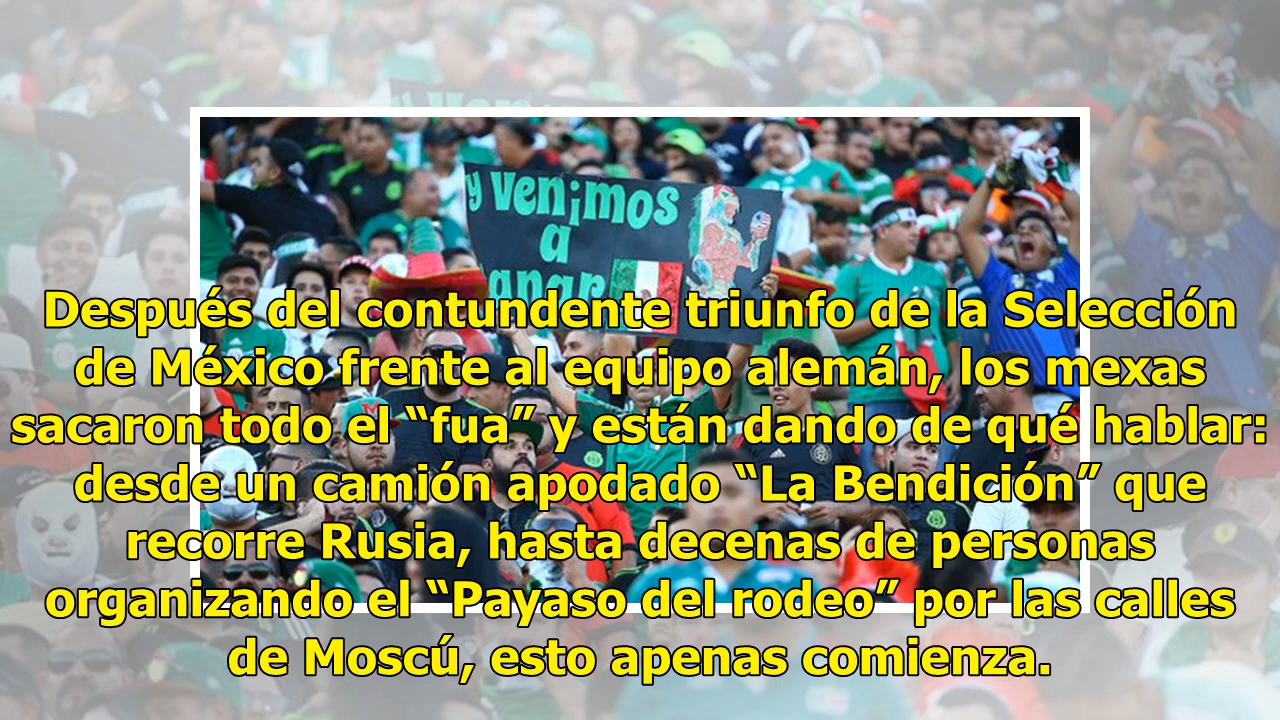 y venimos
a
Después del contundente triunfo de la Selección
de México frente al equipo alemán, los mexas
sacaron todo el “fua” y están dando de qué hablar:
desde un camión apodado “La Bendición” que
recorre Rusia, hasta decenas de personas
organizando el “Payaso del rodeo” por las calles
de Moscú, esto apenas comienza.